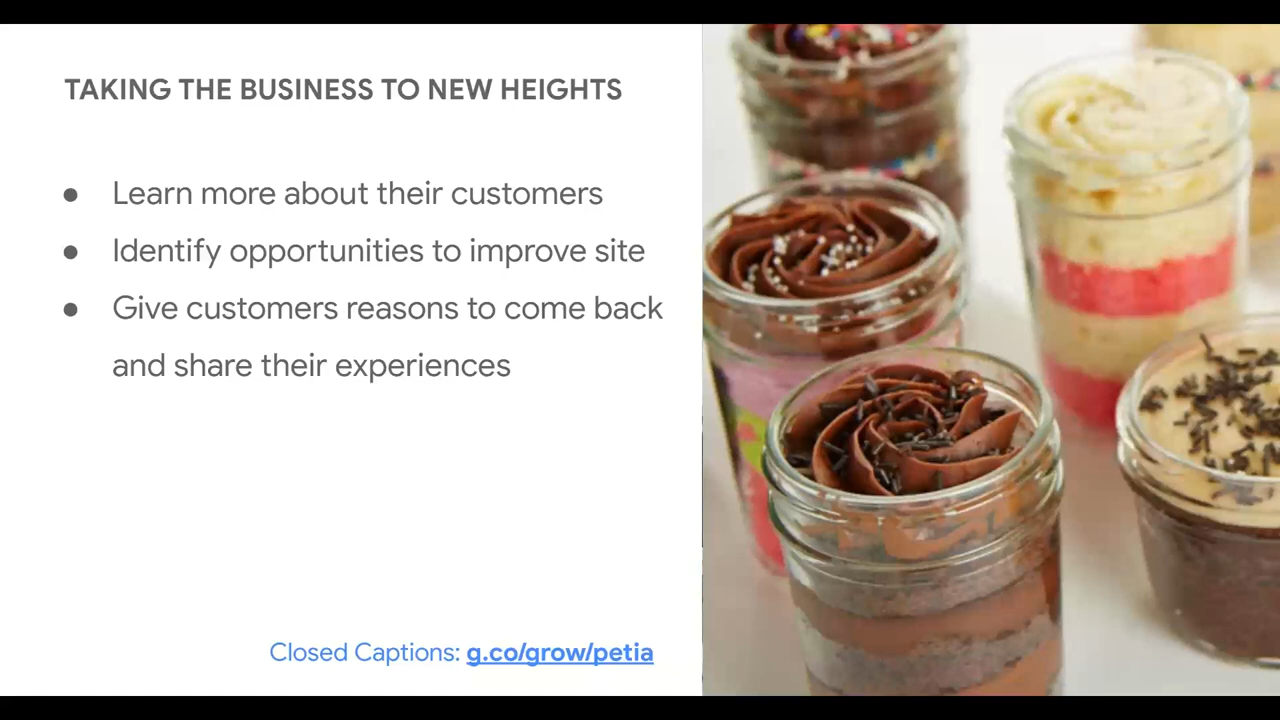 TAKING THE BUSINESS TO NEW HEIGHTS
● Learn more about their customers
● Identify opportunities to improve site
● Give customers reasons to come back
and share their experiences
Closed Captions: g.co/grow/petia